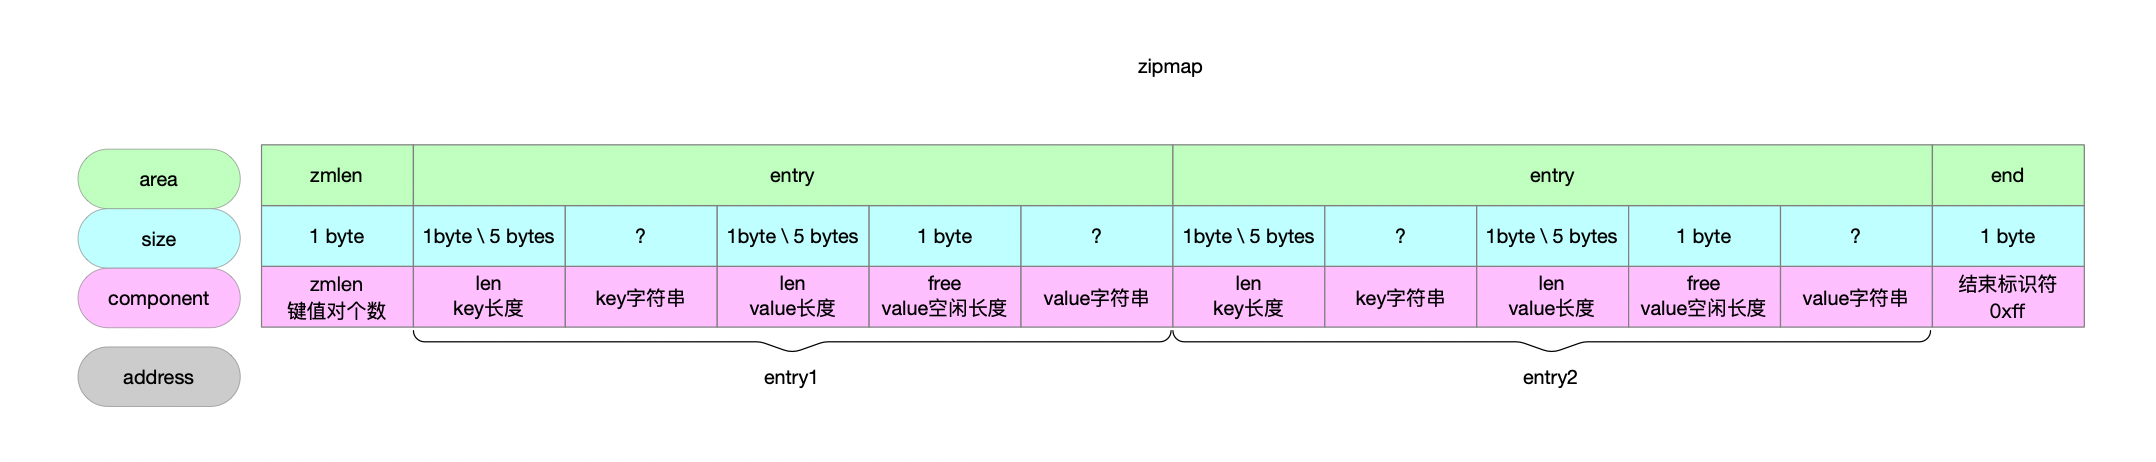 zipmap
area
zmlen
entry
entry
end
size
1 byte
1byte \ 5 bytes
?
1byte \ 5 bytes
1 byte
?
1byte \ 5 bytes
?
1byte \ 5 bytes
1 byte
?
1 byte
component
zmlen
键值对个数
len
key长度
key字符串
len
value长度
free
value空闲长度
value字符串
len
key长度
key字符串
len
value长度
free
value空闲长度
value字符串
结束标识符
0xff
address
entry1
entry2